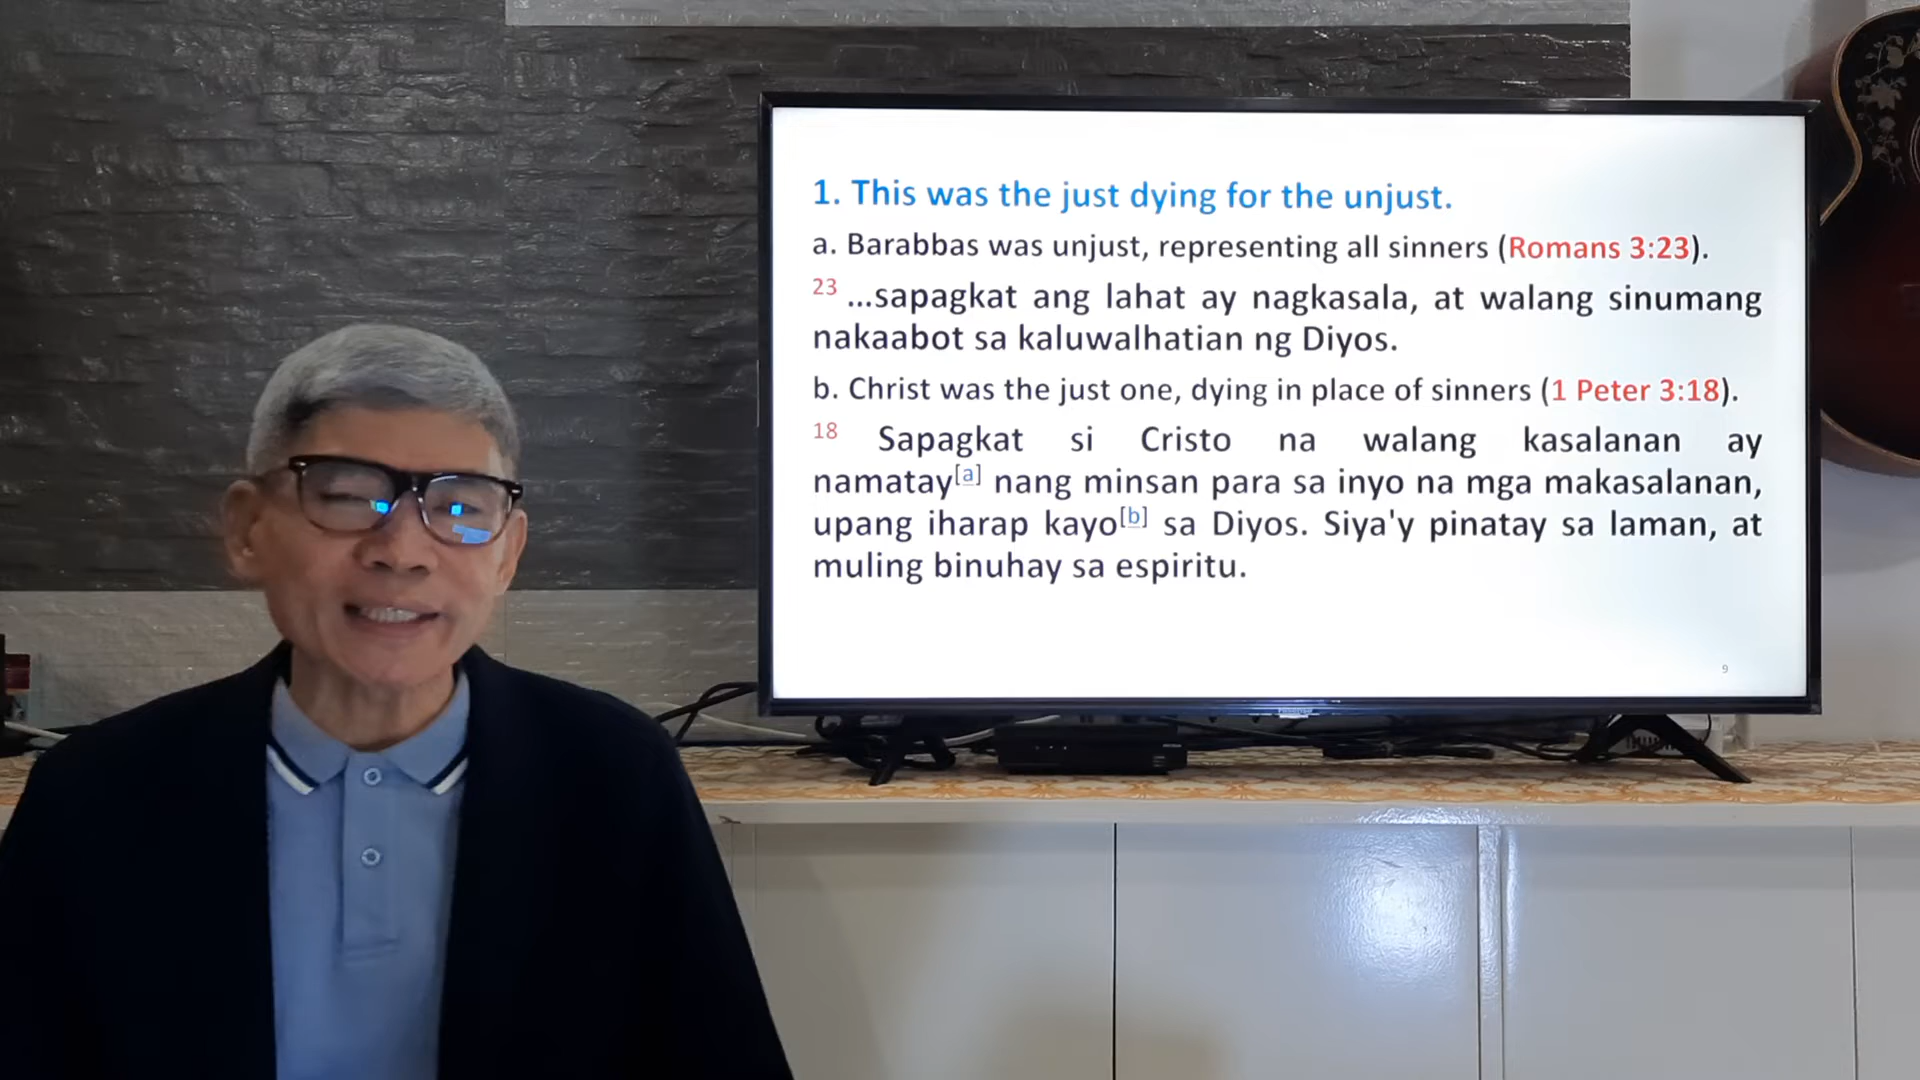 1. This was the just dying for the unjust.
a. Barabbas was unjust, representing all sinners (Romans 3:23).
23 ...sapagkat ang lahat ay nagkasala, at walang sinumang
nakaabot sa kaluwalhatian ng Diyos.
b. Christ was the just one, dying in place of sinners (1 Peter 3:18).
18 Sapagkat si Cristo na walang kasalanan ay
namatay[a] nang minsan para sa inyo na mga makasalanan,
upang iharap kayo[b] sa Diyos. Siya'y pinatay sa laman, at
muling binuhay sa espiritu.
9